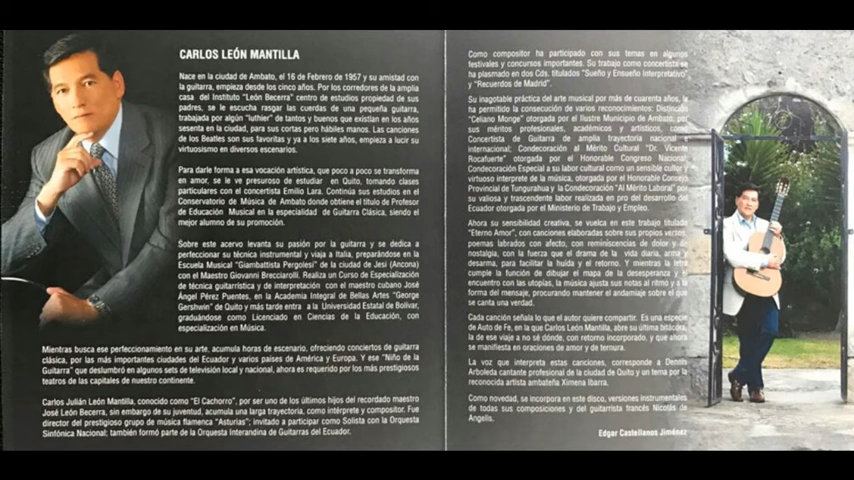 CARLOS LEÓN MANTILLA
Nace en la ciudad de Ambato, el 16 de Febrero de 1957 y su amistad con
la guitarra, empieza desde los cinco años. Por los corredores de la amplia
casa del Instituto "León Becerra" centro de estudios propiedad de sus
padres, se le escucha rasgar las cuerdas de una pequeña guitarra,
trabajada por algún "luthier" de tantos y buenos que existían en los años
sesenta en la ciudad, para sus cortas pero hábiles manos. Las canciones
de los Beatles son sus favoritas y ya a los siete años, empieza a lucir su
virtuosismo en diversos escenarios.
Para darle forma a esa vocación artística, que poco a poco se transforma
en amor, se le ve presuroso de estudiar en Quito, tomando clases
particulares con el concertista Emilio Lara. Continúa sus estudios en el
Conservatorio de Música de Ambato donde obtiene el título de Profesor
de Educación Musical en la especialidad de Guitarra Clásica, siendo el
mejor alumno de su promoción.
Sobre este acervo levanta su pasión por la guitarra y se dedica a
perfeccionar su técnica instrumental y viaja a Italia, preparándose en la
Escuela Musical "Giambattista Pergolesi" de la ciudad de Jesi (Ancona)
con el Maestro Giovanni Brecciarolli. Realiza un Curso de Especialización
de técnica guitarrística y de interpretación con el maestro cubano José
Ángel Pérez Puentes, en la Academia Integral de Bellas Artes "George
Gershwin" de Quito y más tarde entra a la Universidad Estatal de Bolívar,
graduándose como Licenciado en Ciencias de la Educación, con
especialización en Música.
Mientras busca ese perfeccionamiento en su arte, acumula horas de escenario, ofreciendo conciertos de guitarra
clásica, por las más importantes ciudades del Ecuador y varios países de América y Europa. Y ese "Niño de la
Guitarra" que deslumbró en algunos sets de televisión local y nacional, ahora es requerido por los más prestigiosos
teatros de las capitales de nuestro continente.
Carlos Julián León Mantilla, conocido como "El Cachorro", por ser uno de los últimos hijos del recordado maestro
José León Becerra, sin embargo de su juventud, acumula una larga trayectoria, como intérprete y compositor. Fue
director del prestigioso grupo de música flamenca "Asturias"; invitado a participar como Solista con la Orquesta
Sinfónica Nacional; también formó parte de la Orquesta Interandina de Guitarras del Ecuador.
Como compositor ha participado con sus temas en algunos
festivales y concursos importantes. Su trabajo como concertista se
ha plasmado en dos Cds. titulados "Sueño y Ensueño Interpretativo"
y "Recuerdos de Madrid".
Su inagotable práctica del arte musical por más de cuarenta años, le
ha permitido la consecución de varios reconocimientos: Distinción
"Celiano Monge" otorgada por el Ilustre Municipio de Ambato, por
sus méritos profesionales, académicos y artísticos, como
Concertista de Guitarra de amplia trayectoria nacional e
internacional; Condecoración al Mérito Cultural "Dr. Vicente
Rocafuerte" otorgada por el Honorable Congreso Nacional;
Condecoración Especial a su labor cultural como un sensible cultor y
virtuoso interprete de la música, otorgada por el Honorable Consejo
Provincial de Tungurahua y la Condecoración "Al Mérito Laboral" por
su valiosa y trascendente labor realizada en pro del desarrollo del
Ecuador otorgada por el Ministerio de Trabajo y Empleo.
Ahora su sensibilidad creativa, se vuelca en este trabajo titulado
"Eterno Amor", con canciones elaboradas sobre sus propios versos,
poemas labrados con afecto, con reminiscencias de dolor y de
nostalgia, con la fuerza que el drama de la vida diaria, arma y
desarma, para facilitar la huída y el retorno. Y mientras la letra
cumple la función de dibujar el mapa de la desesperanza y el
encuentro con las utopías, la música ajusta sus notas al ritmo y a la
forma del mensaje, procurando mantener el andamiaje sobre el que
se canta una verdad.
Cada canción señala lo que el autor quiere compartir. Es una especie
de Auto de Fe, en la que Carlos León Mantilla, abre su última bitácora,
la de ese viaje a no sé dónde, con retorno incorporado, y que ahora
se manifiesta en oraciones de amor y de ternura.
La voz que interpreta estas canciones, corresponde a Dennis
Arboleda cantante profesional de la ciudad de Quito y un tema por la
reconocida artista ambateña Ximena Ibarra.
Como novedad, se incorpora en este disco, versiones instrumentales
de todas sus composiciones y del guitarrista francés Nicolás de
Angelis.
Edgar Castellanos Jiménez